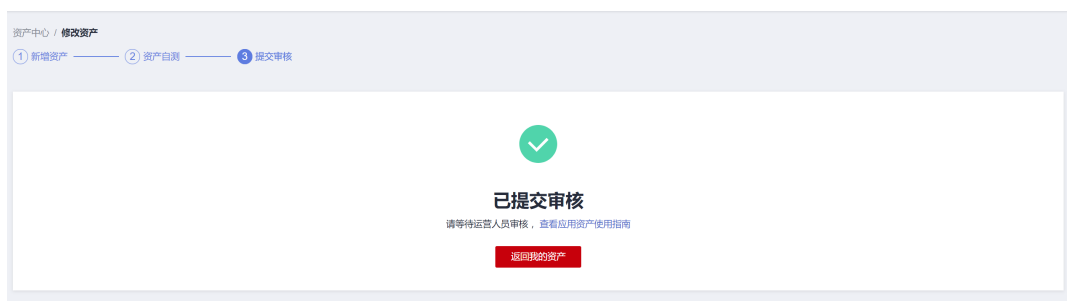 资产中心 / 修改资产
1 新增资产 2 资产自测 3 提交审核
已提交审核
请等待运营人员审核，查看应用资产使用指南
返回我的资产